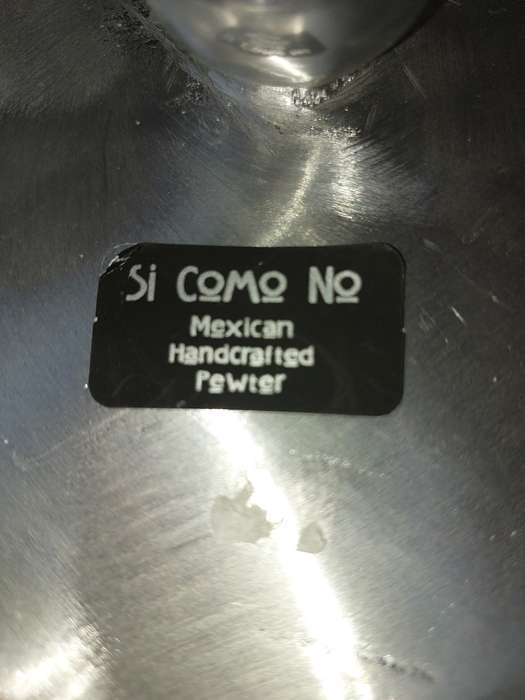 Si Como No
Mexican
Handcrafted
Pewter